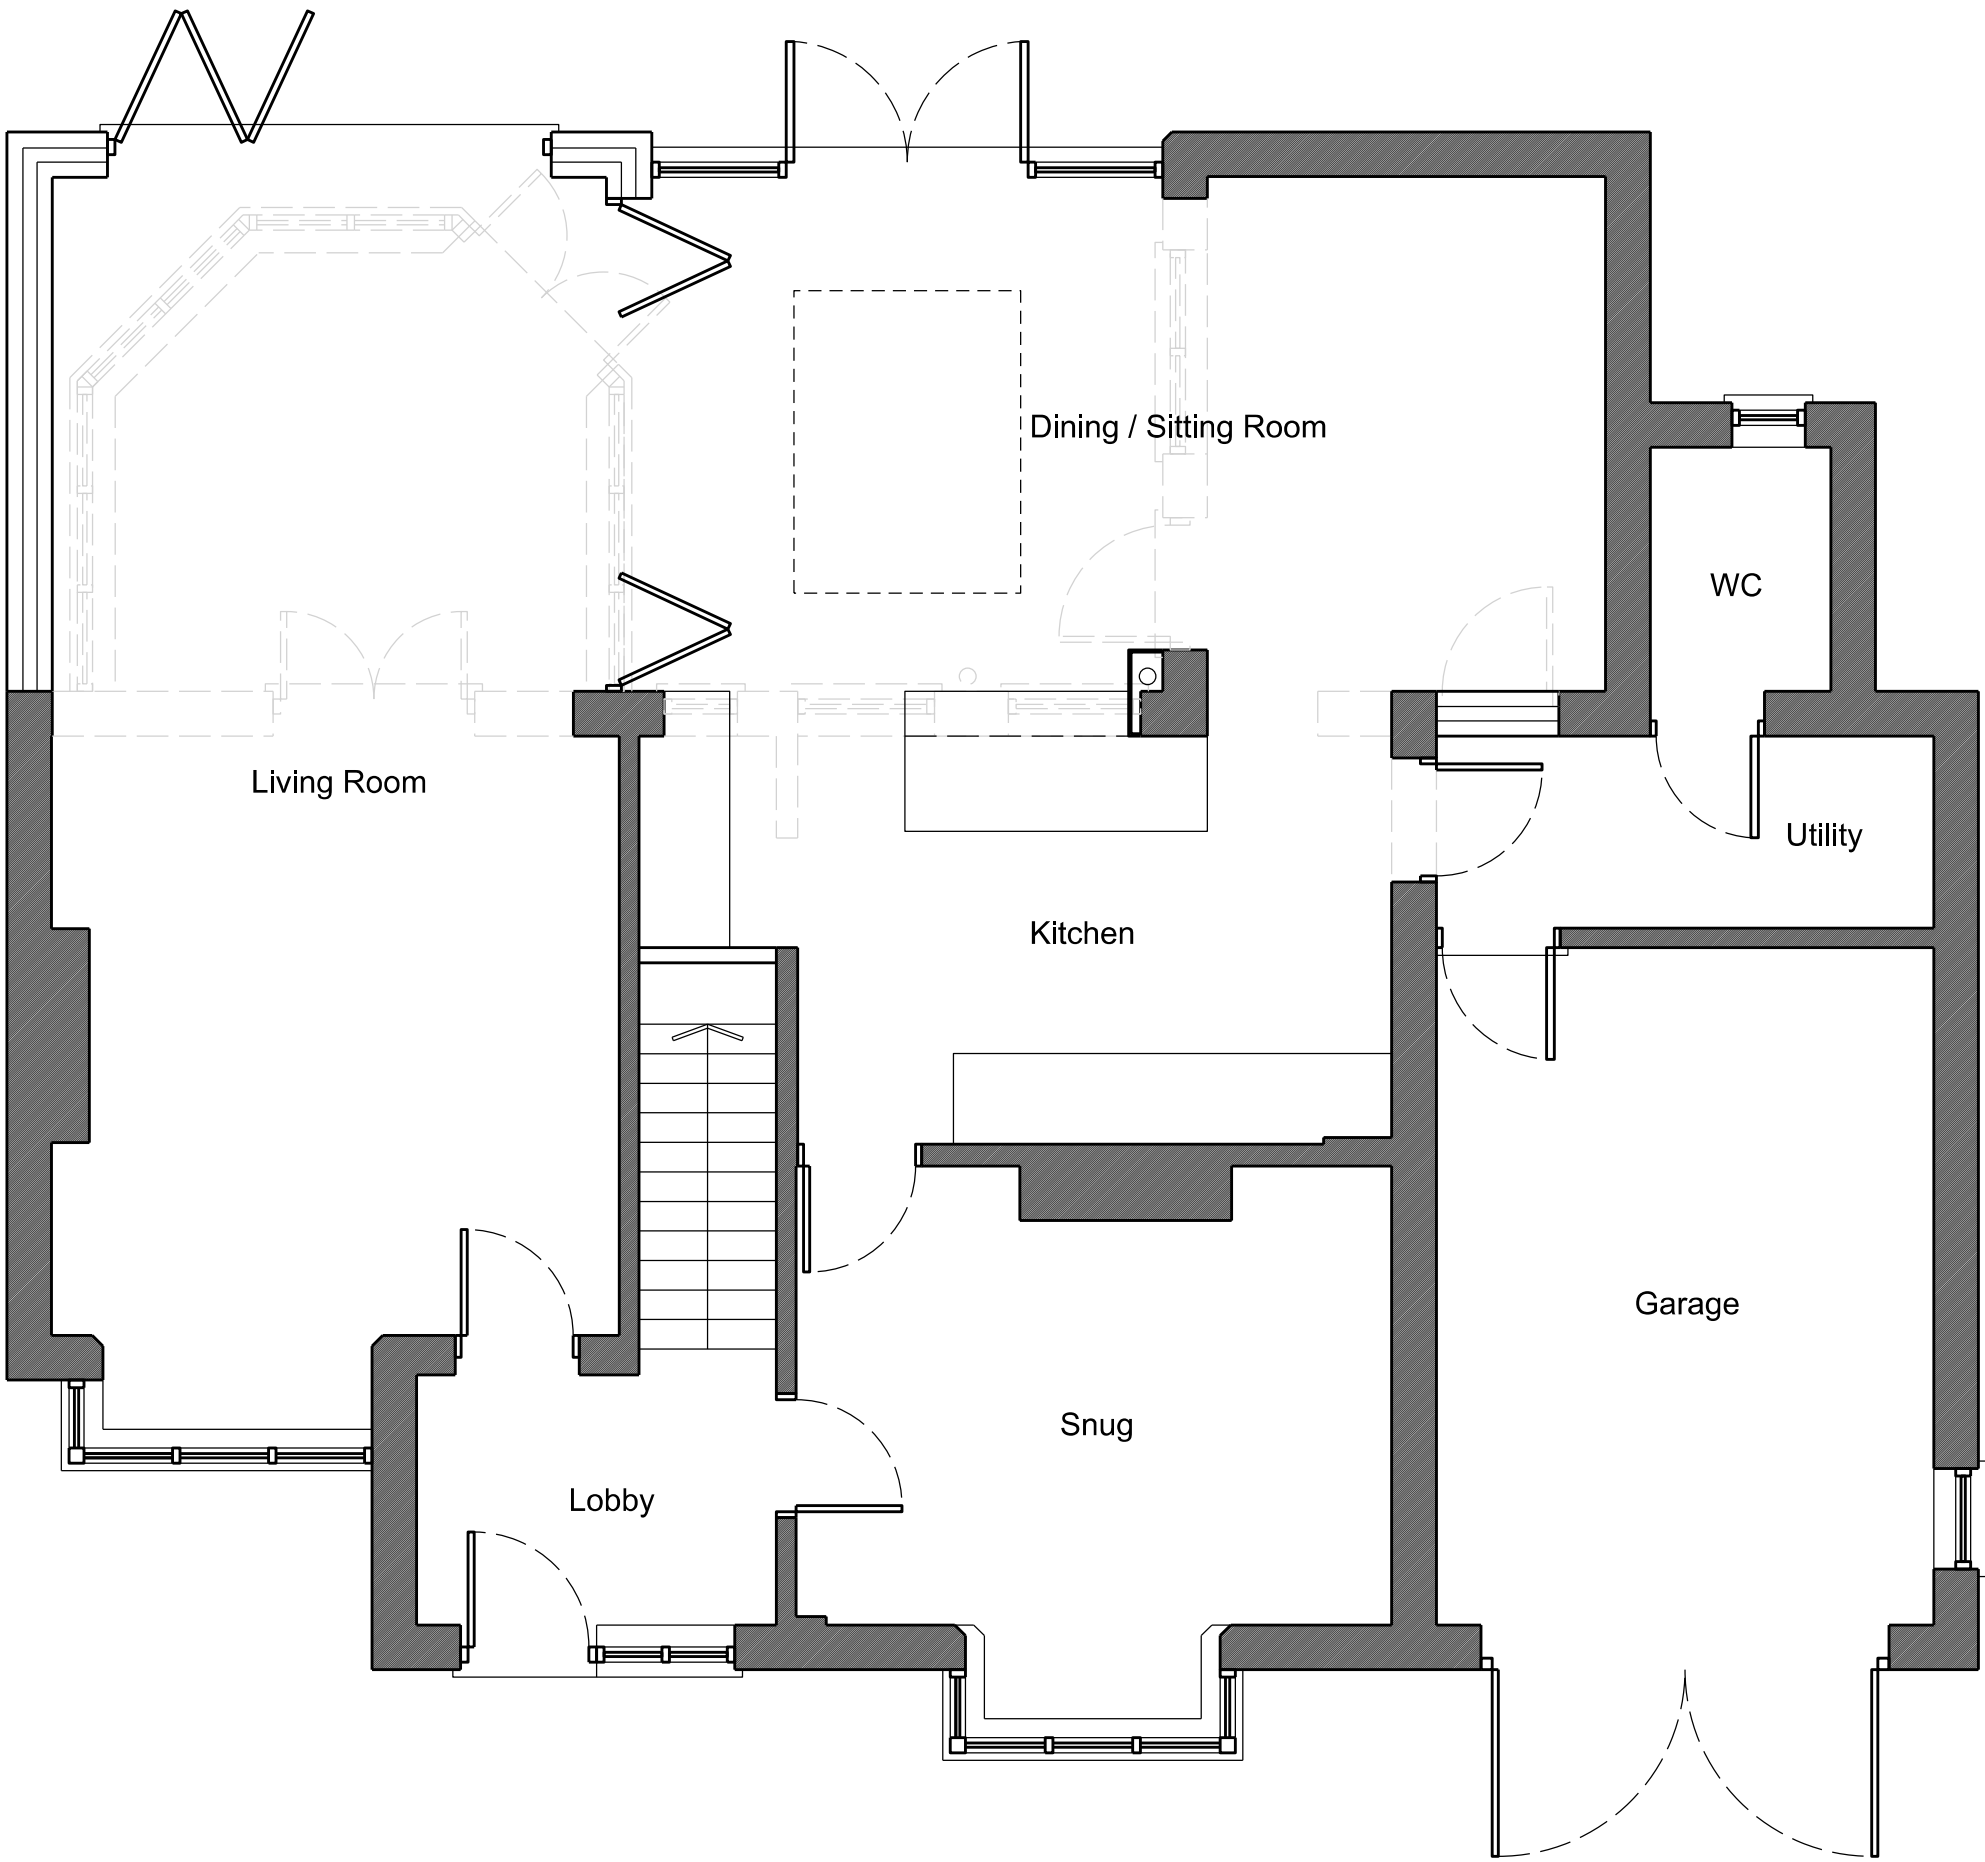 Dining / Sitting Room
WC
Living Room
Utility
Kitchen
Garage
Snug
Lobby